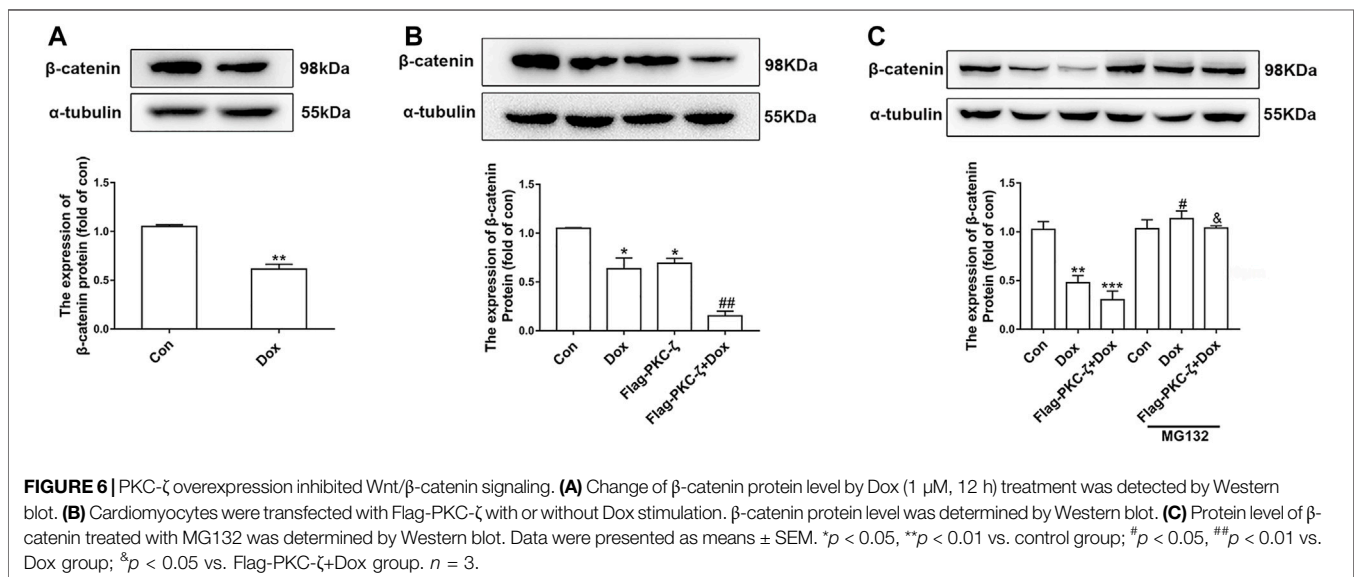 A
β-catenin 98kDa
α-tubulin 55kDa
The expression of
β-catenin protein (fold of con)
1.5
1.0
0.5
0.0
**
Con
Dox
B
β-catenin 98KDa
α-tubulin 55KDa
The expression of β-catenin
Protein (fold of con)
1.5
1.0
0.5
0.0
*
*
##
Con
Dox
Flag-PKC-ζ
Flag-PKC-ζ+Dox
C
β-catenin 98KDa
α-tubulin 55KDa
The expression of β-catenin
Protein (fold of con)
1.5
1.0
0.5
0.0
**
***
#
&
Con
Dox
Flag-PKC-ζ+Dox
Con
Dox
Flag-PKC-ζ+Dox
MG132
FIGURE 6 | PKC-ζ overexpression inhibited Wnt/β-catenin signaling. (A) Change of β-catenin protein level by Dox (1 μM, 12 h) treatment was detected by Western
blot. (B) Cardiomyocytes were transfected with Flag-PKC-ζ with or without Dox stimulation. β-catenin protein level was determined by Western blot. (C) Protein level of β-
catenin treated with MG132 was determined by Western blot. Data were presented as means ± SEM. *p < 0.05, **p < 0.01 vs. control group; #p < 0.05, ##p < 0.01 vs.
Dox group; &p < 0.05 vs. Flag-PKC-ζ+Dox group. n = 3.